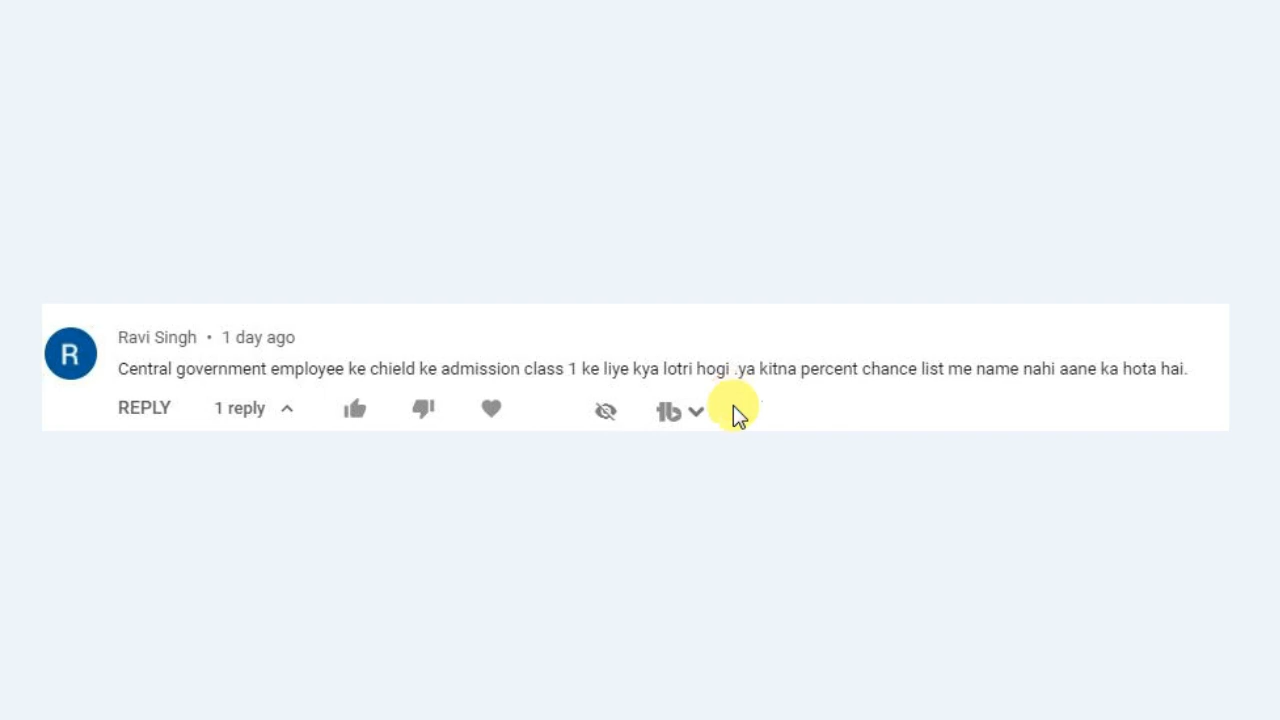 R
Ravi Singh • 1 day ago
Central government employee ke chield ke admission class 1 ke liye kya lotri hogi .ya kitna percent chance list me name nahi aane ka hota hai.
REPLY 1 reply